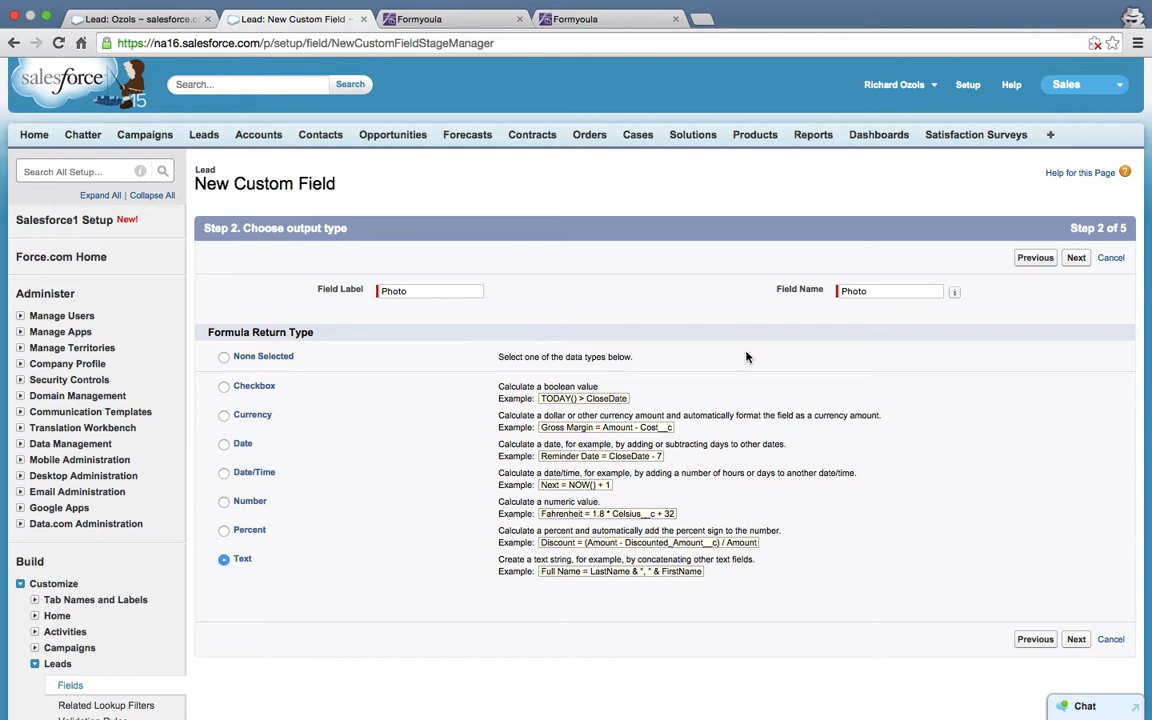 Lead: Ozols ~ salesforce.c
Lead: New Custom Field ~
Formyoula
Formyoula
https://na16.salesforce.com/p/setup/field/NewCustomFieldStageManager
salesforce
15
Search...
Search
Richard Ozols
Setup
Help
Sales
Home
Chatter
Campaigns
Leads
Accounts
Contacts
Opportunities
Forecasts
Contracts
Orders
Cases
Solutions
Products
Reports
Dashboards
Satisfaction Surveys
+
Search All Setup...
Expand All | Collapse All
Salesforce1 Setup New!
Force.com Home
Administer
Manage Users
Manage Apps
Manage Territories
Company Profile
Security Controls
Domain Management
Communication Templates
Translation Workbench
Data Management
Mobile Administration
Desktop Administration
Email Administration
Google Apps
Data.com Administration
Build
Customize
Tab Names and Labels
Home
Activities
Campaigns
Leads
Fields
Related Lookup Filters
Validation Rules
Lead
New Custom Field
Help for this Page ?
Step 2. Choose output type
Step 2 of 5
Previous
Next
Cancel
Field Label
Photo
Field Name
Photo
i
Formula Return Type
None Selected
Select one of the data types below.
Checkbox
Calculate a boolean value
Example: TODAY() > CloseDate
Currency
Calculate a dollar or other currency amount and automatically format the field as a currency amount.
Example: Gross Margin = Amount - Cost__c
Date
Calculate a date, for example, by adding or subtracting days to other dates.
Example: Reminder Date = CloseDate - 7
Date/Time
Calculate a date/time, for example, by adding a number of hours or days to another date/time.
Example: Next = NOW() + 1
Number
Calculate a numeric value.
Example: Fahrenheit = 1.8 * Celsius__c + 32
Percent
Calculate a percent and automatically add the percent sign to the number.
Example: Discount = (Amount - Discounted_Amount__c) / Amount
Text
Create a text string, for example, by concatenating other text fields.
Example: Full Name = LastName & ", " & FirstName
Previous
Next
Cancel
Chat